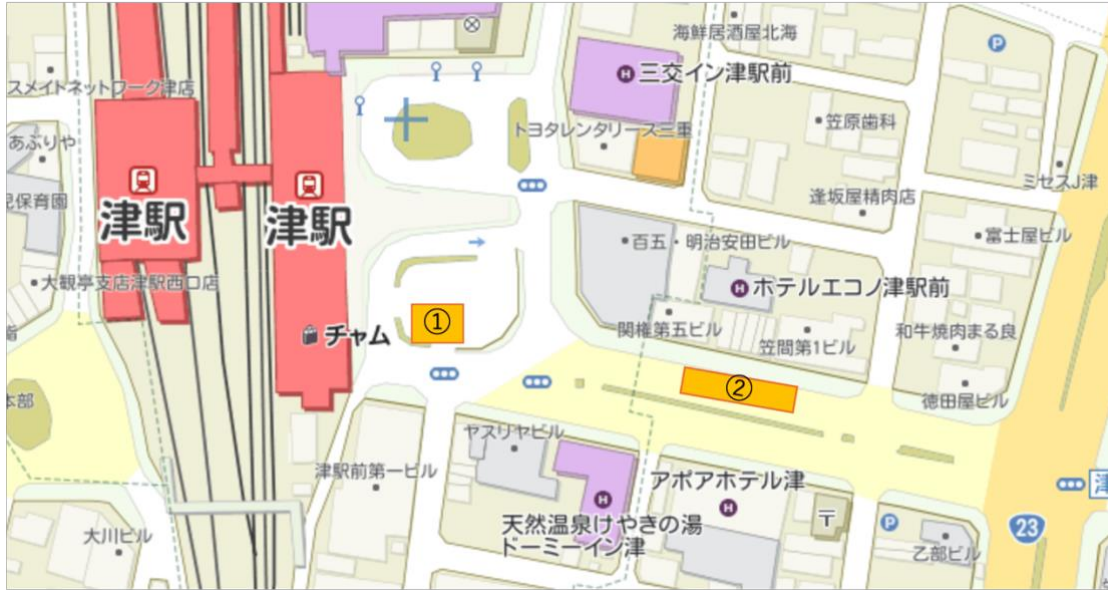 海鮮居酒屋北海
三交イン津駅前
スメイトネットワーク津店
笠原歯科
トヨタレンタリース三重
あぶりや
児保育園
ミセスJ津
逢坂屋精肉店
津駅
津駅
富士屋ビル
百五・明治安田ビル
大観亭支店津駅西口店
ホテルエコノ津駅前
①
関権第五ビル
和牛焼肉まる良
チャム
笠間第1ビル
②
本部
徳田屋ビル
ヤスリヤビル
津駅前第一ビル
アポアホテル津
津
天然温泉けやきの湯
ドーミーイン津
大川ビル
23
乙部ビル
P
P
H
H
H
H
〒